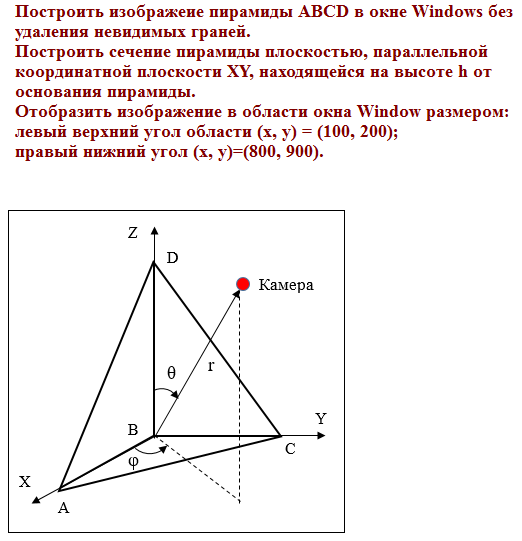 Построить изображеие пирамиды ABCD в окне Windows без
удаления невидимых граней.
Построить сечение пирамиды плоскостью, параллельной
координатной плоскости XY, находящейся на высоте h от
основания пирамиды.
Отобразить изображение в области окна Window размером:
левый верхний угол области (x, y) = (100, 200);
правый нижний угол (x, y)=(800, 900).
Z
D
Камера
θ
r
B
Y
C
φ
X
A